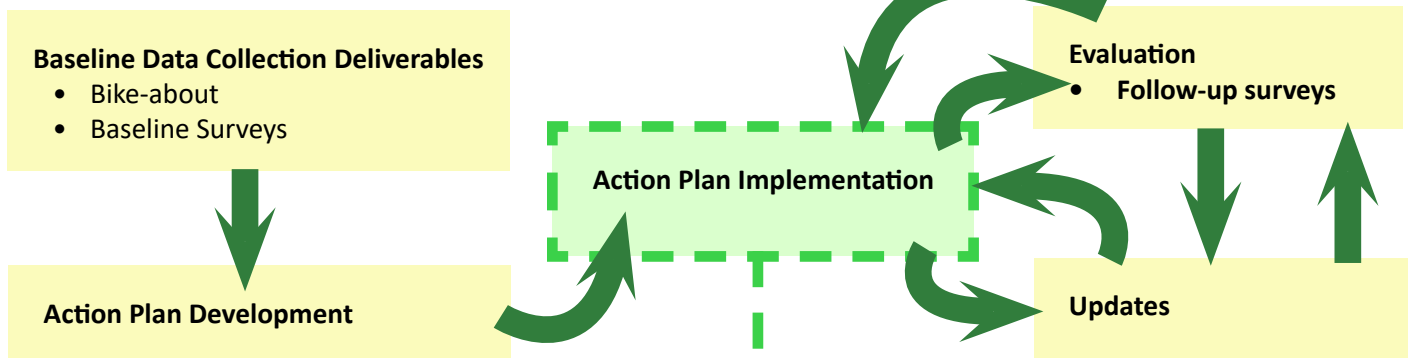 Baseline Data Collection Deliverables
• Bike-about
• Baseline Surveys
Action Plan Development
Action Plan Implementation
Evaluation
• Follow-up surveys
Updates